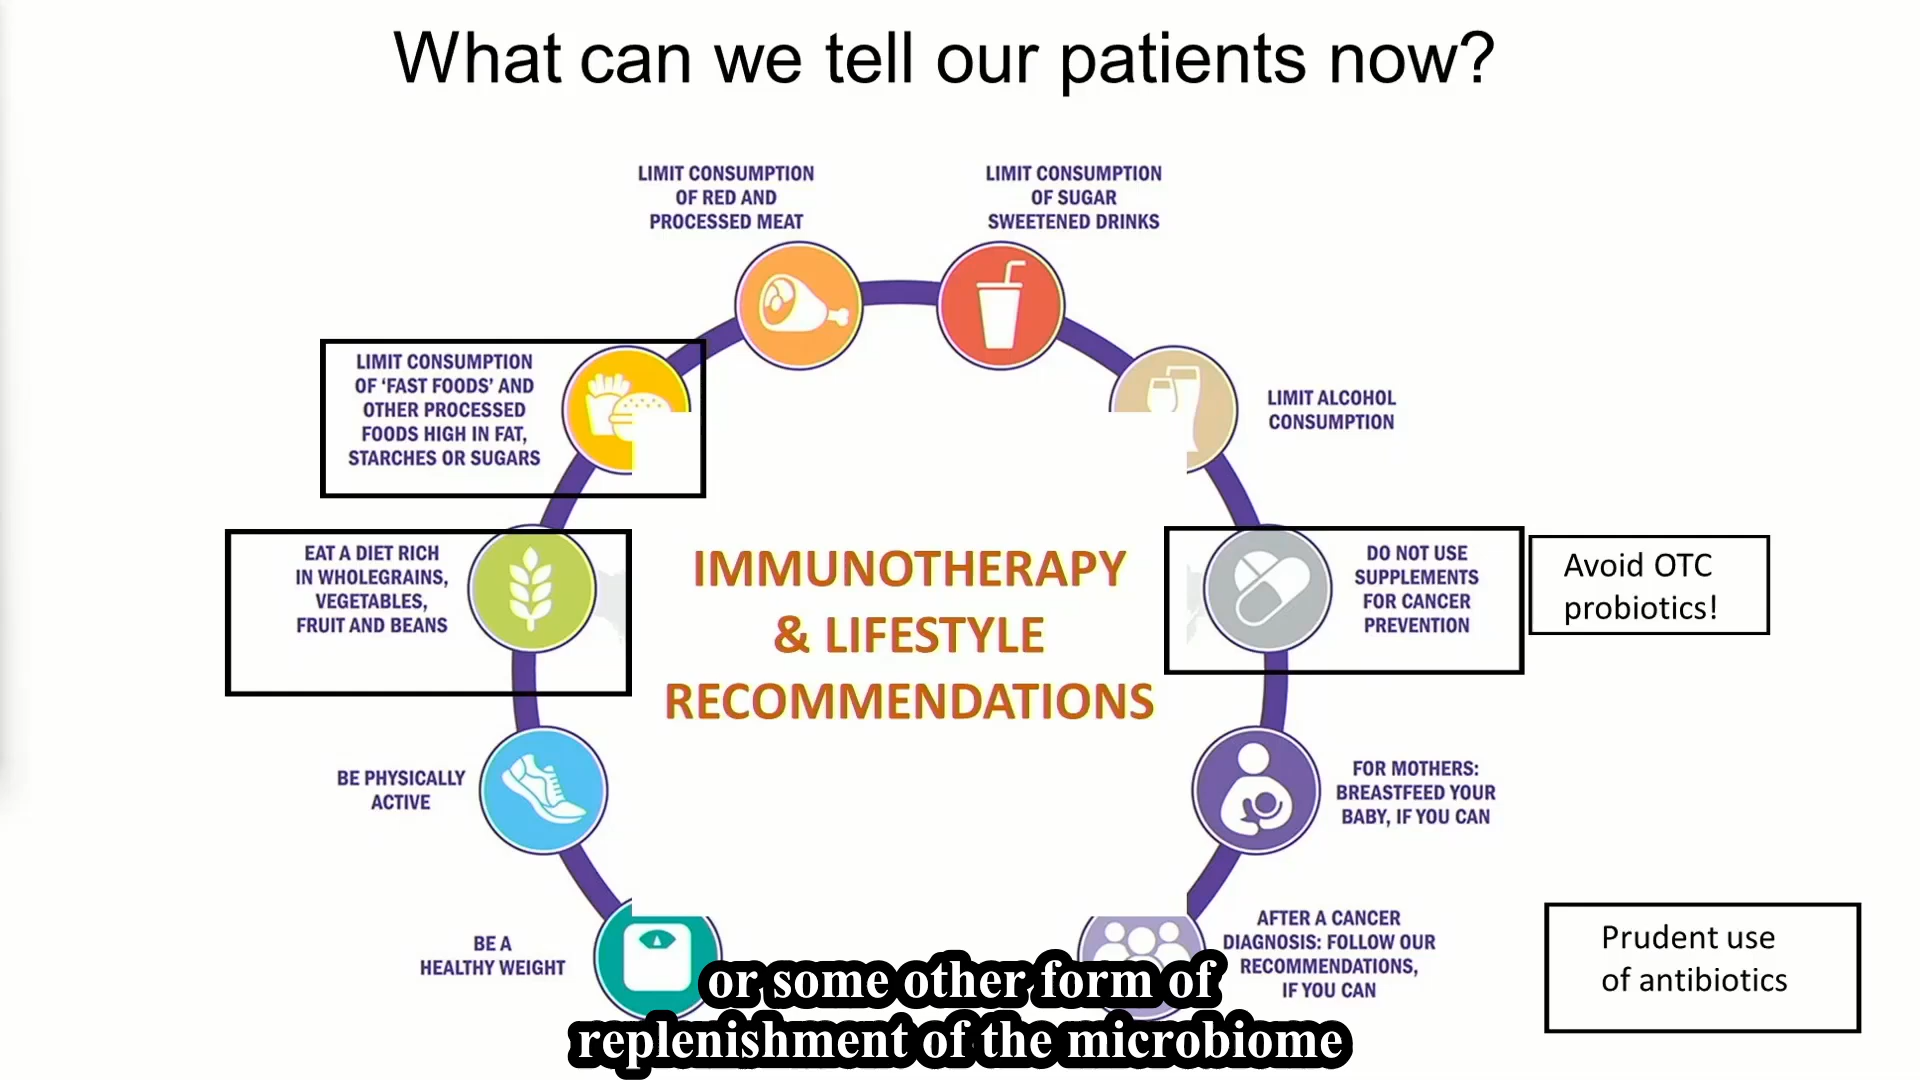 What can we tell our patients now?
LIMIT CONSUMPTION
OF RED AND
PROCESSED MEAT
LIMIT CONSUMPTION
OF SUGAR
SWEETENED DRINKS
LIMIT CONSUMPTION
OF ‘FAST FOODS’ AND
OTHER PROCESSED
FOODS HIGH IN FAT,
STARCHES OR SUGARS
LIMIT ALCOHOL
CONSUMPTION
EAT A DIET RICH
IN WHOLEGRAINS,
VEGETABLES,
FRUIT AND BEANS
IMMUNOTHERAPY
& LIFESTYLE
RECOMMENDATIONS
DO NOT USE
SUPPLEMENTS
FOR CANCER
PREVENTION
Avoid OTC
probiotics!
BE PHYSICALLY
ACTIVE
FOR MOTHERS:
BREASTFEED YOUR
BABY, IF YOU CAN
BE A
HEALTHY WEIGHT
AFTER A CANCER
DIAGNOSIS: FOLLOW OUR
RECOMMENDATIONS,
IF YOU CAN
Prudent use
of antibiotics
or some other form of
replenishment of the microbiome